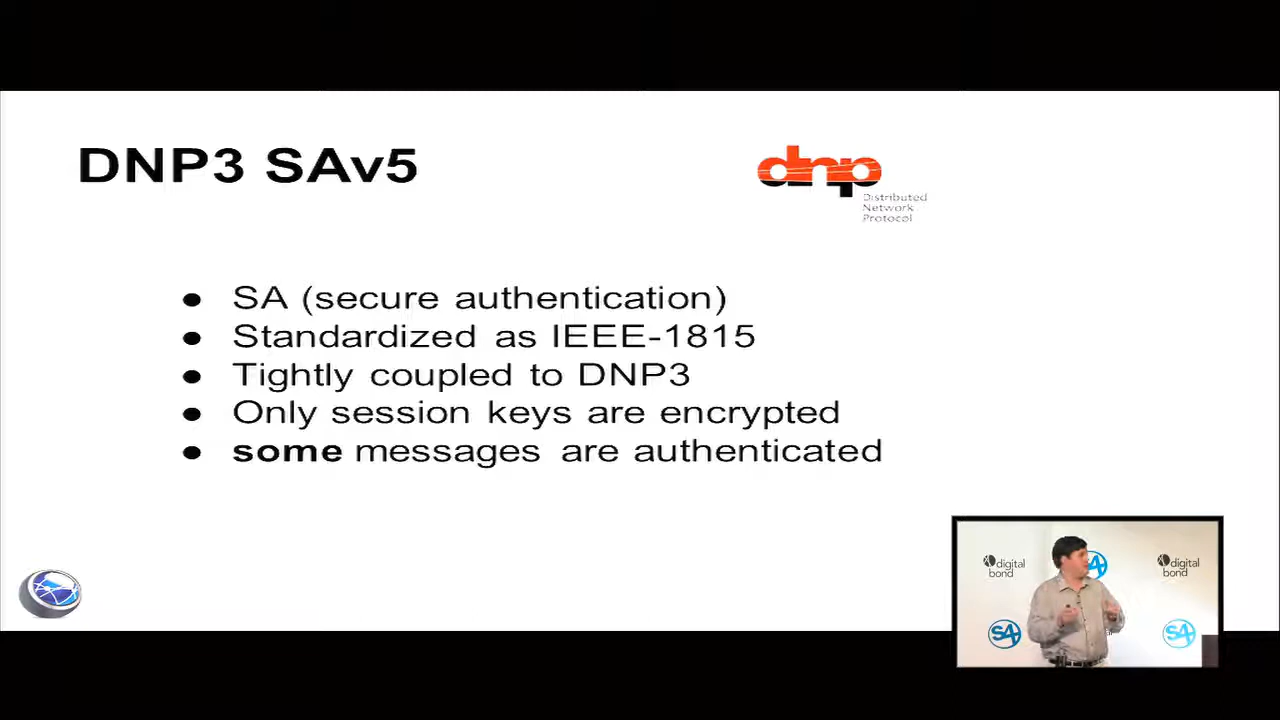 DNP3 SAv5
dnp
Distributed
Network
Protocol
● SA (secure authentication)
● Standardized as IEEE-1815
● Tightly coupled to DNP3
● Only session keys are encrypted
● some messages are authenticated
digital
bond
S4
digital
bond
S4
S4